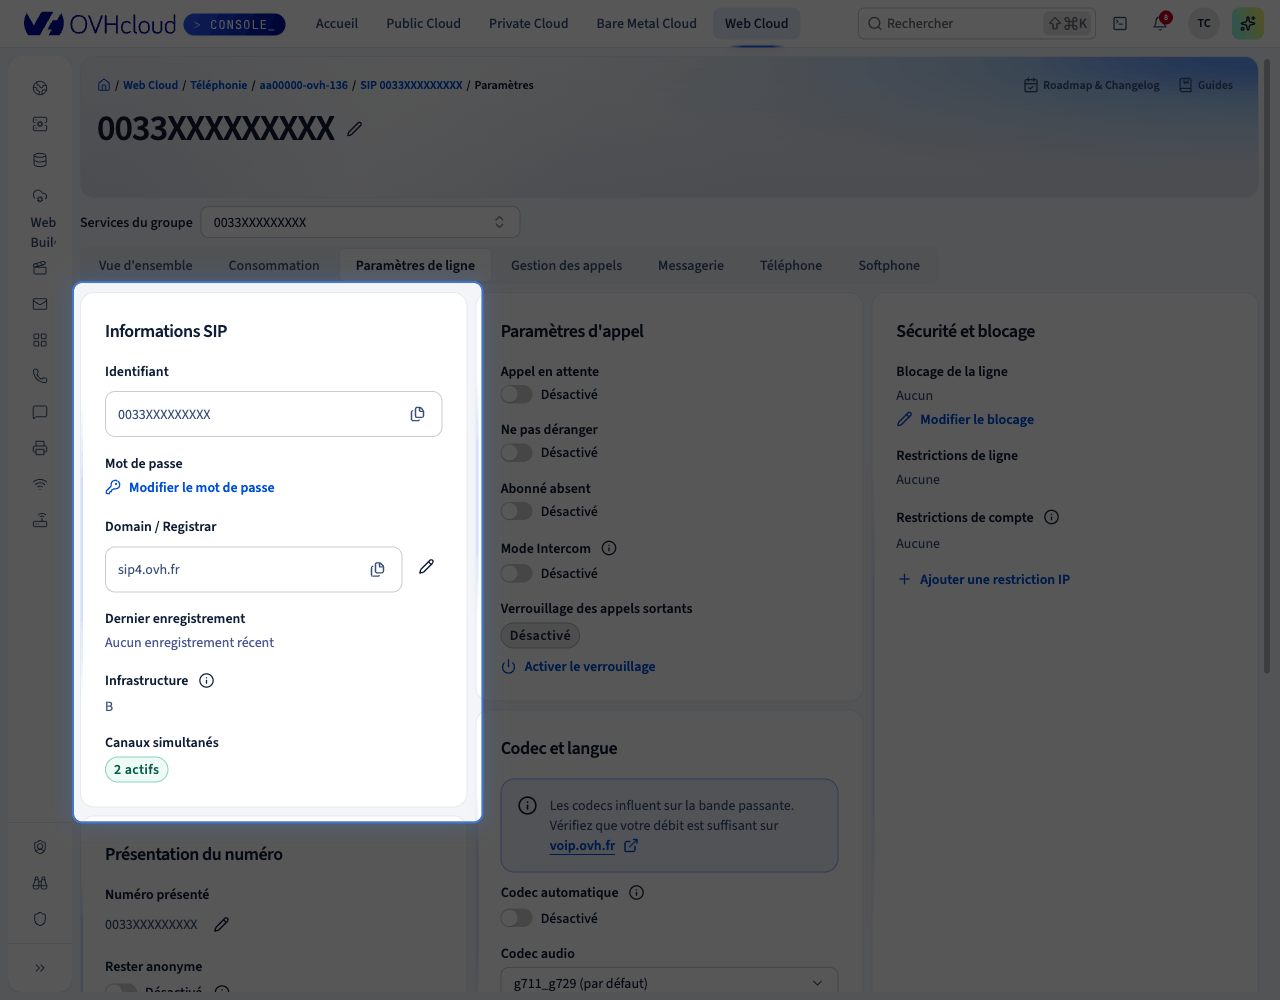 OVHcloud
> CONSOLE_
Accueil
Public Cloud
Private Cloud
Bare Metal Cloud
Web Cloud
Rechercher
⇧⌘K
8
TC
/ Web Cloud / Téléphonie / aa00000-ovh-136 / SIP 0033XXXXXXXXX / Paramètres
Roadmap & Changelog
Guides
0033XXXXXXXXX
Web
Buil
Services du groupe
0033XXXXXXXXX
Vue d'ensemble
Consommation
Paramètres de ligne
Gestion des appels
Messagerie
Téléphone
Softphone
Informations SIP
Identifiant
0033XXXXXXXXX
Mot de passe
Modifier le mot de passe
Domain / Registrar
sip4.ovh.fr
Dernier enregistrement
Aucun enregistrement récent
Infrastructure
B
Canaux simultanés
2 actifs
Présentation du numéro
Numéro présenté
0033XXXXXXXXX
Rester anonyme
Désactivé
Paramètres d'appel
Appel en attente
Désactivé
Ne pas déranger
Désactivé
Abonné absent
Désactivé
Mode Intercom
Désactivé
Verrouillage des appels sortants
Désactivé
Activer le verrouillage
Codec et langue
Les codecs influent sur la bande passante.
Vérifiez que votre débit est suffisant sur
voip.ovh.fr
Codec automatique
Désactivé
Codec audio
g711_g729 (par défaut)
Sécurité et blocage
Blocage de la ligne
Aucun
Modifier le blocage
Restrictions de ligne
Aucune
Restrictions de compte
Aucune
Ajouter une restriction IP